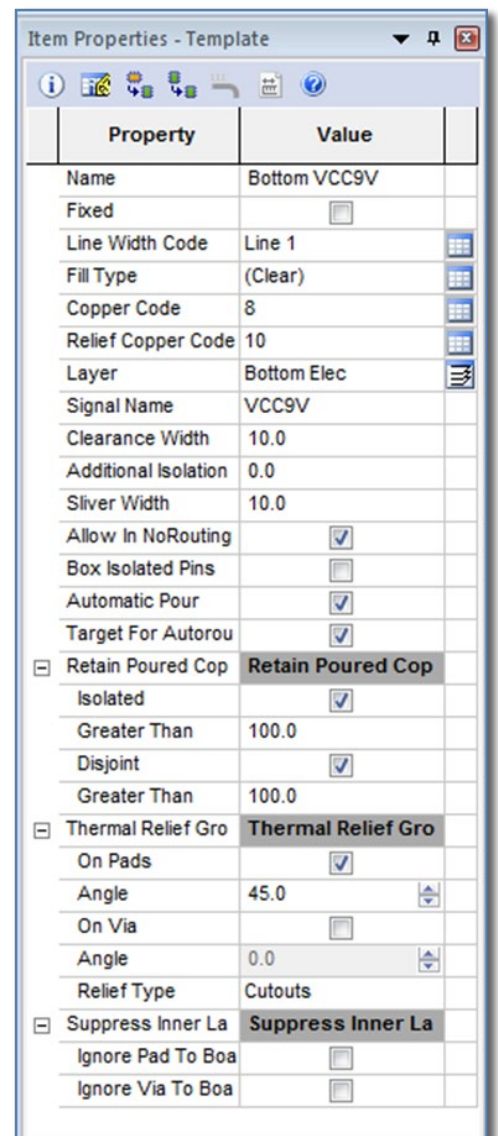 Item Properties - Template
Property Value
Name Bottom VCC9V
Fixed
Line Width Code Line 1
Fill Type (Clear)
Copper Code 8
Relief Copper Code 10
Layer Bottom Elec
Signal Name VCC9V
Clearance Width 10.0
Additional Isolation 0.0
Sliver Width 10.0
Allow In NoRouting
Box Isolated Pins
Automatic Pour
Target For Autorou
Retain Poured Cop Retain Poured Cop
Isolated
Greater Than 100.0
Disjoint
Greater Than 100.0
Thermal Relief Gro Thermal Relief Gro
On Pads
Angle 45.0
On Via
Angle 0.0
Relief Type Cutouts
Suppress Inner La Suppress Inner La
Ignore Pad To Boa
Ignore Via To Boa